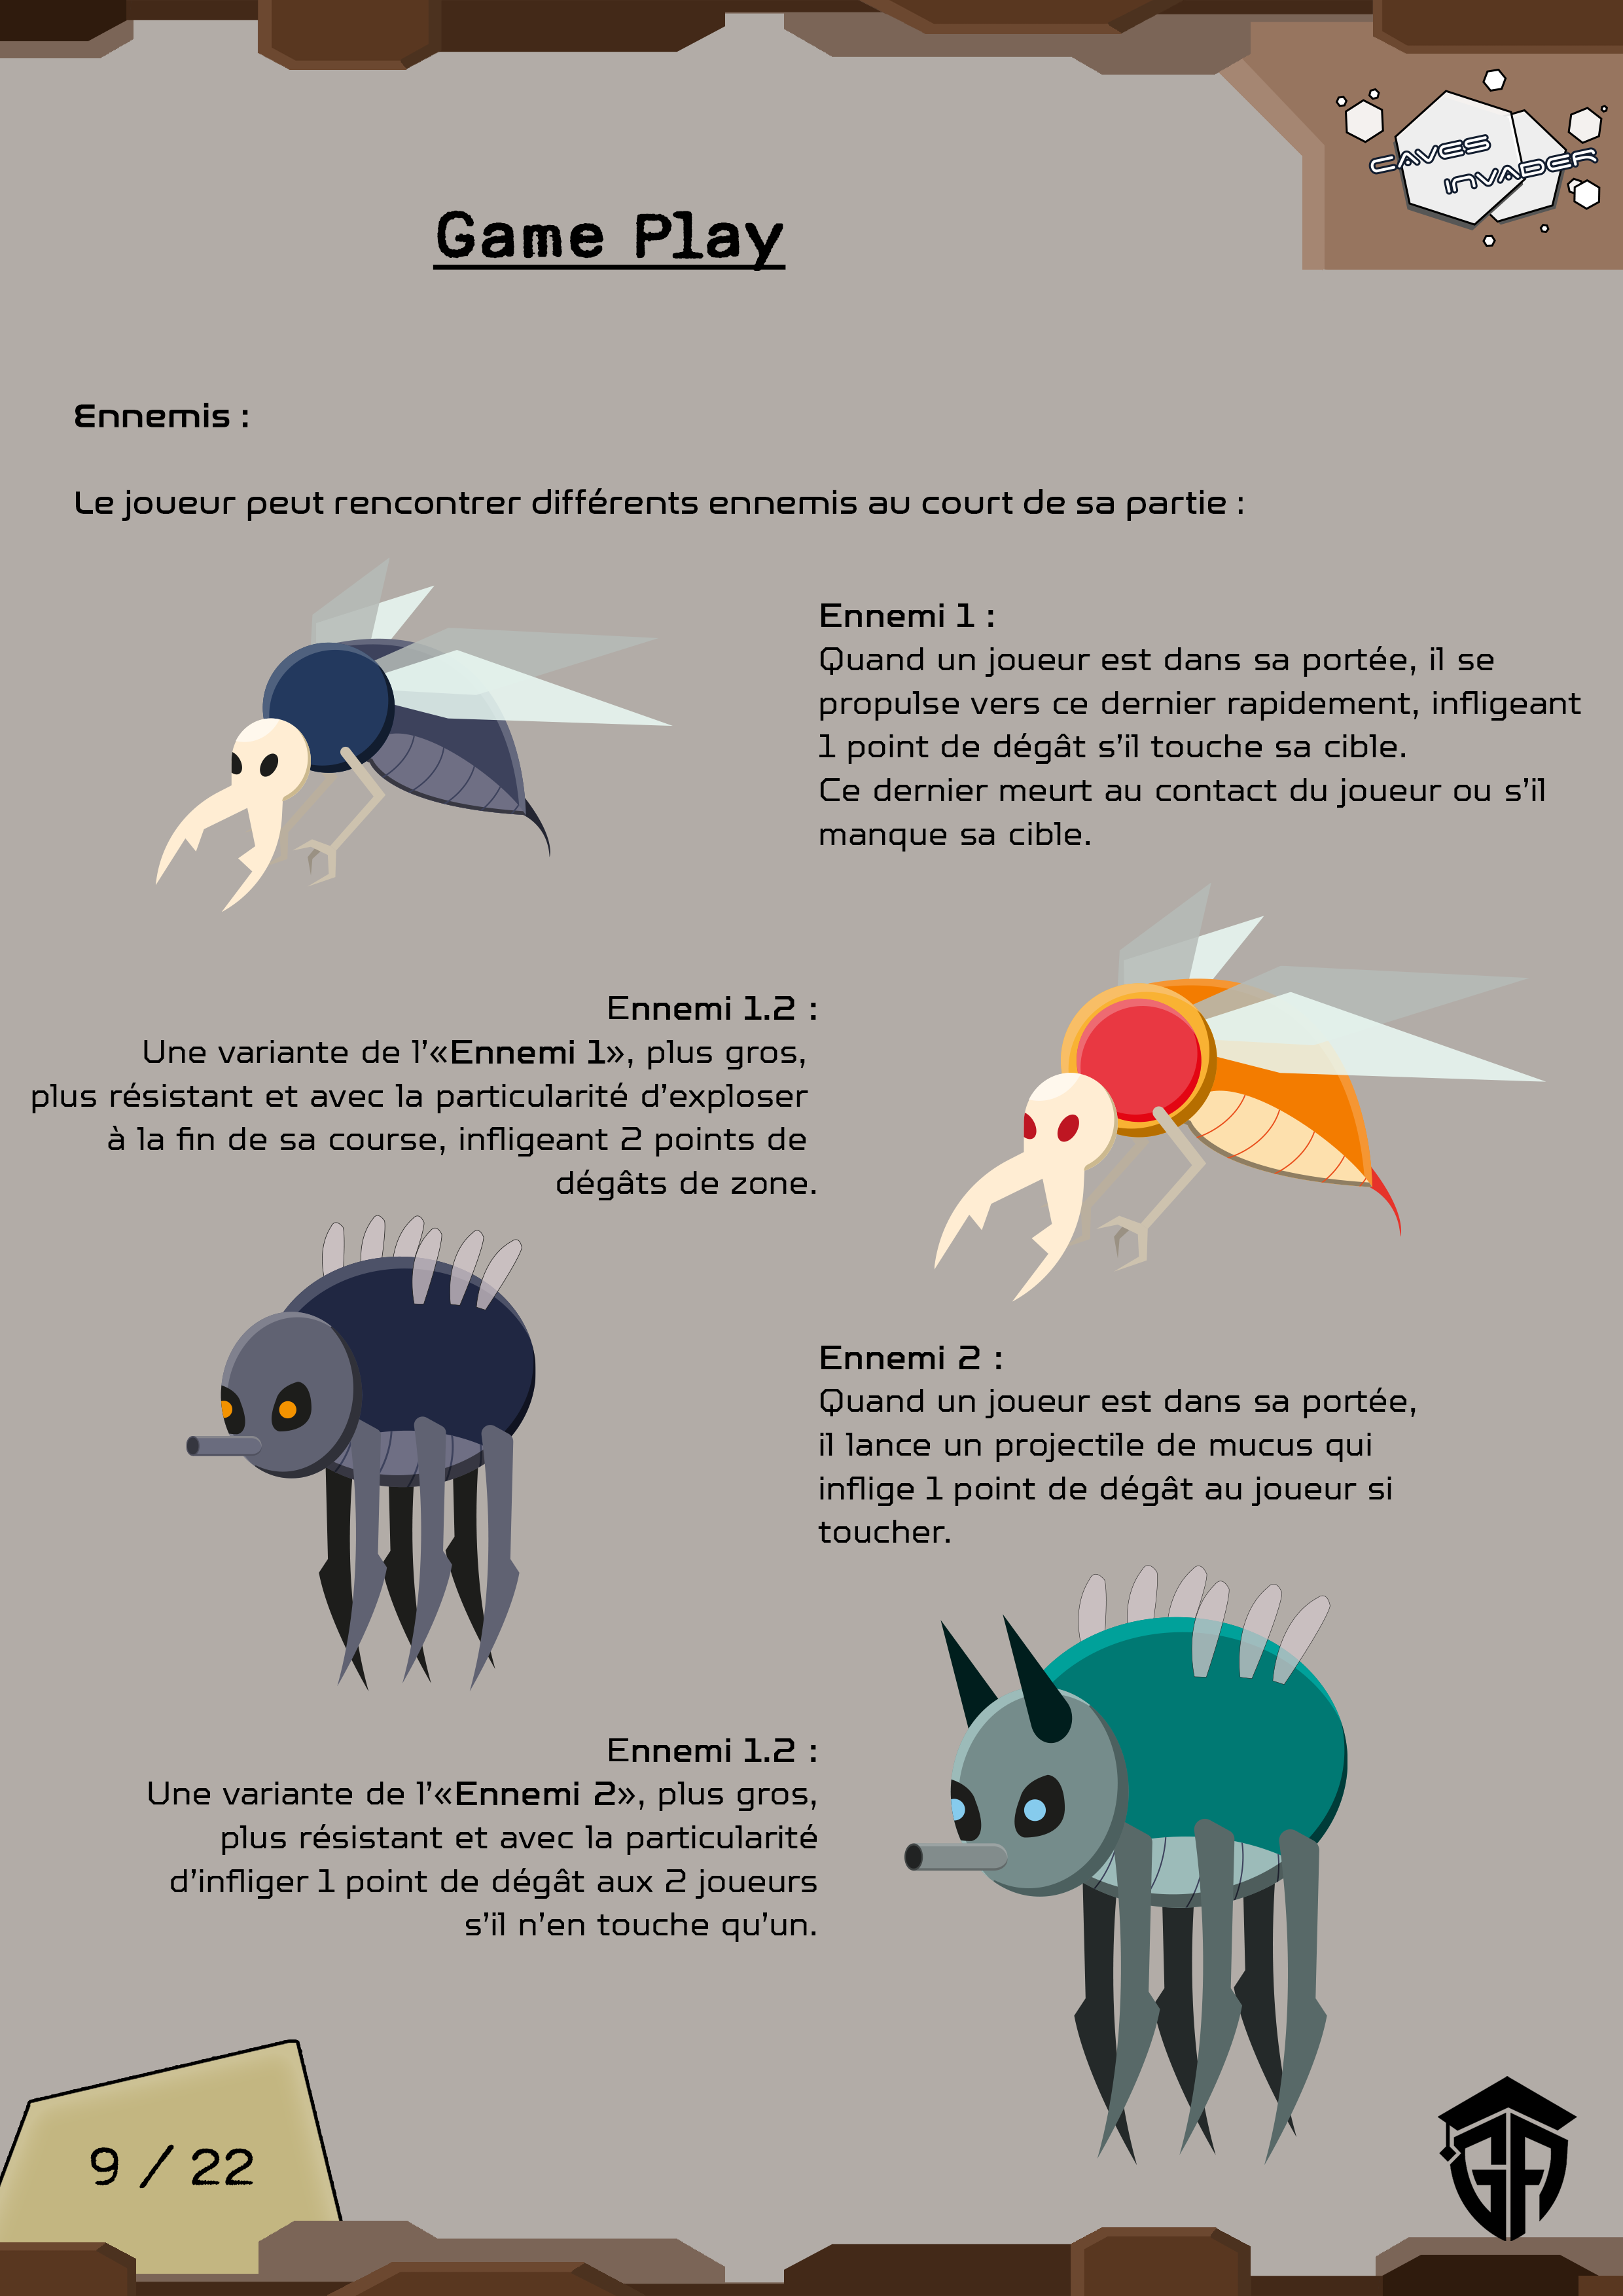 CAVES
INVADER
Game Play
Ennemis :
Le joueur peut rencontrer différents ennemis au court de sa partie :
Ennemi 1 :
Quand un joueur est dans sa portée, il se
propulse vers ce dernier rapidement, infligeant
1 point de dégât s’il touche sa cible.
Ce dernier meurt au contact du joueur ou s’il
manque sa cible.
Ennemi 1.2 :
Une variante de l’«Ennemi 1», plus gros,
plus résistant et avec la particularité d’exploser
à la fin de sa course, infligeant 2 points de
dégâts de zone.
Ennemi 2 :
Quand un joueur est dans sa portée,
il lance un projectile de mucus qui
inflige 1 point de dégât au joueur si
toucher.
Ennemi 1.2 :
Une variante de l’«Ennemi 2», plus gros,
plus résistant et avec la particularité
d’infliger 1 point de dégât aux 2 joueurs
s’il n’en touche qu’un.
9 / 22
GA